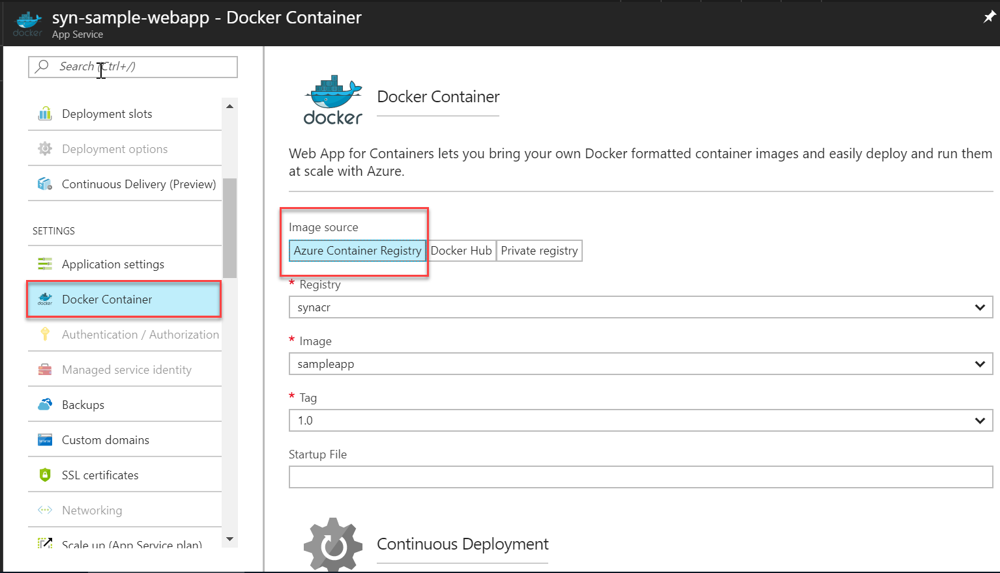 syn-sample-webapp - Docker Container
docker
App Service
Search (Ctrl+/)
Deployment slots
Deployment options
Continuous Delivery (Preview)
SETTINGS
Application settings
docker
Docker Container
Authentication / Authorization
Managed service identity
Backups
www
Custom domains
SSL certificates
Networking
Scale up (App Service plan)
docker
Docker Container
Web App for Containers lets you bring your own Docker formatted container images and easily deploy and run them
at scale with Azure.
Image source
Azure Container Registry Docker Hub Private registry
* Registry
synacr
* Image
sampleapp
* Tag
1.0
Startup File
Continuous Deployment